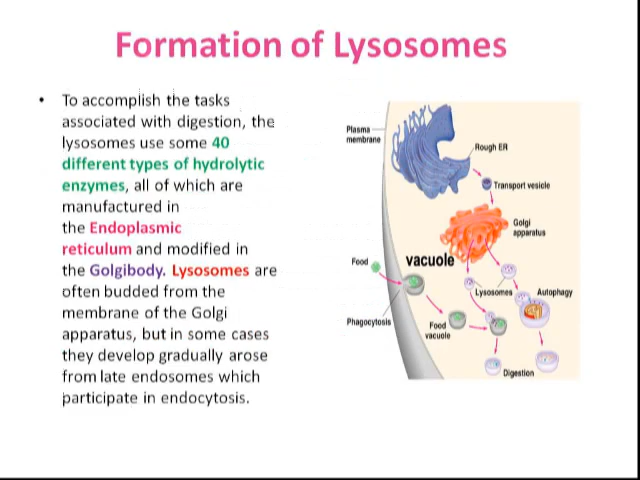 Formation of Lysosomes
• To accomplish the tasks
associated with digestion, the
lysosomes use some 40
different types of hydrolytic
enzymes, all of which are
manufactured in
the Endoplasmic
reticulum and modified in
the Golgibody. Lysosomes are
often budded from the
membrane of the Golgi
apparatus, but in some cases
they develop gradually arose
from late endosomes which
participate in endocytosis.
Plasma
membrane
Rough ER
Transport vesicle
Golgi
apparatus
Food
vacuole
Lysosomes
Autophagy
Phagocytosis
Food
vacuole
Digestion